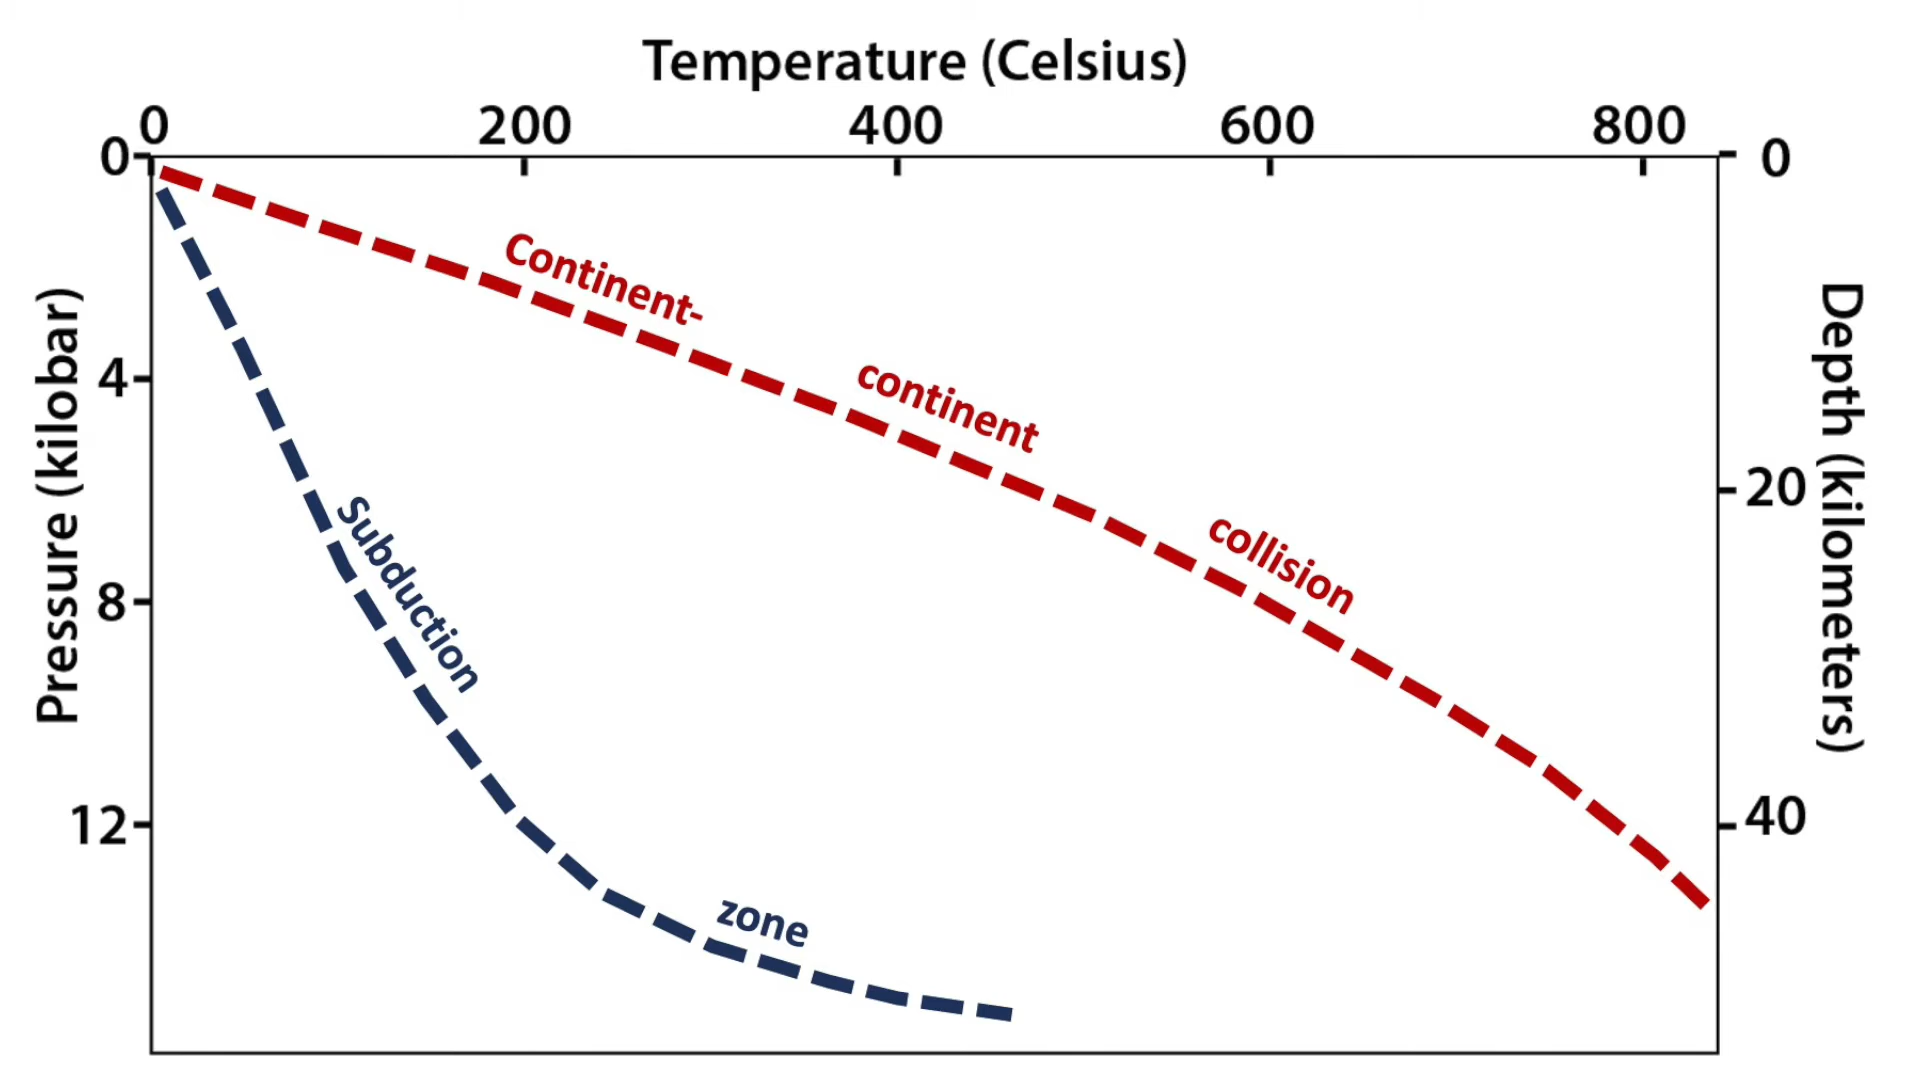 Temperature (Celsius)
0 200 400 600 800
0 0
Continent-
continent
4
Pressure (kilobar)
Depth (kilometers)
20
Subduction
collision
8
12
40
zone